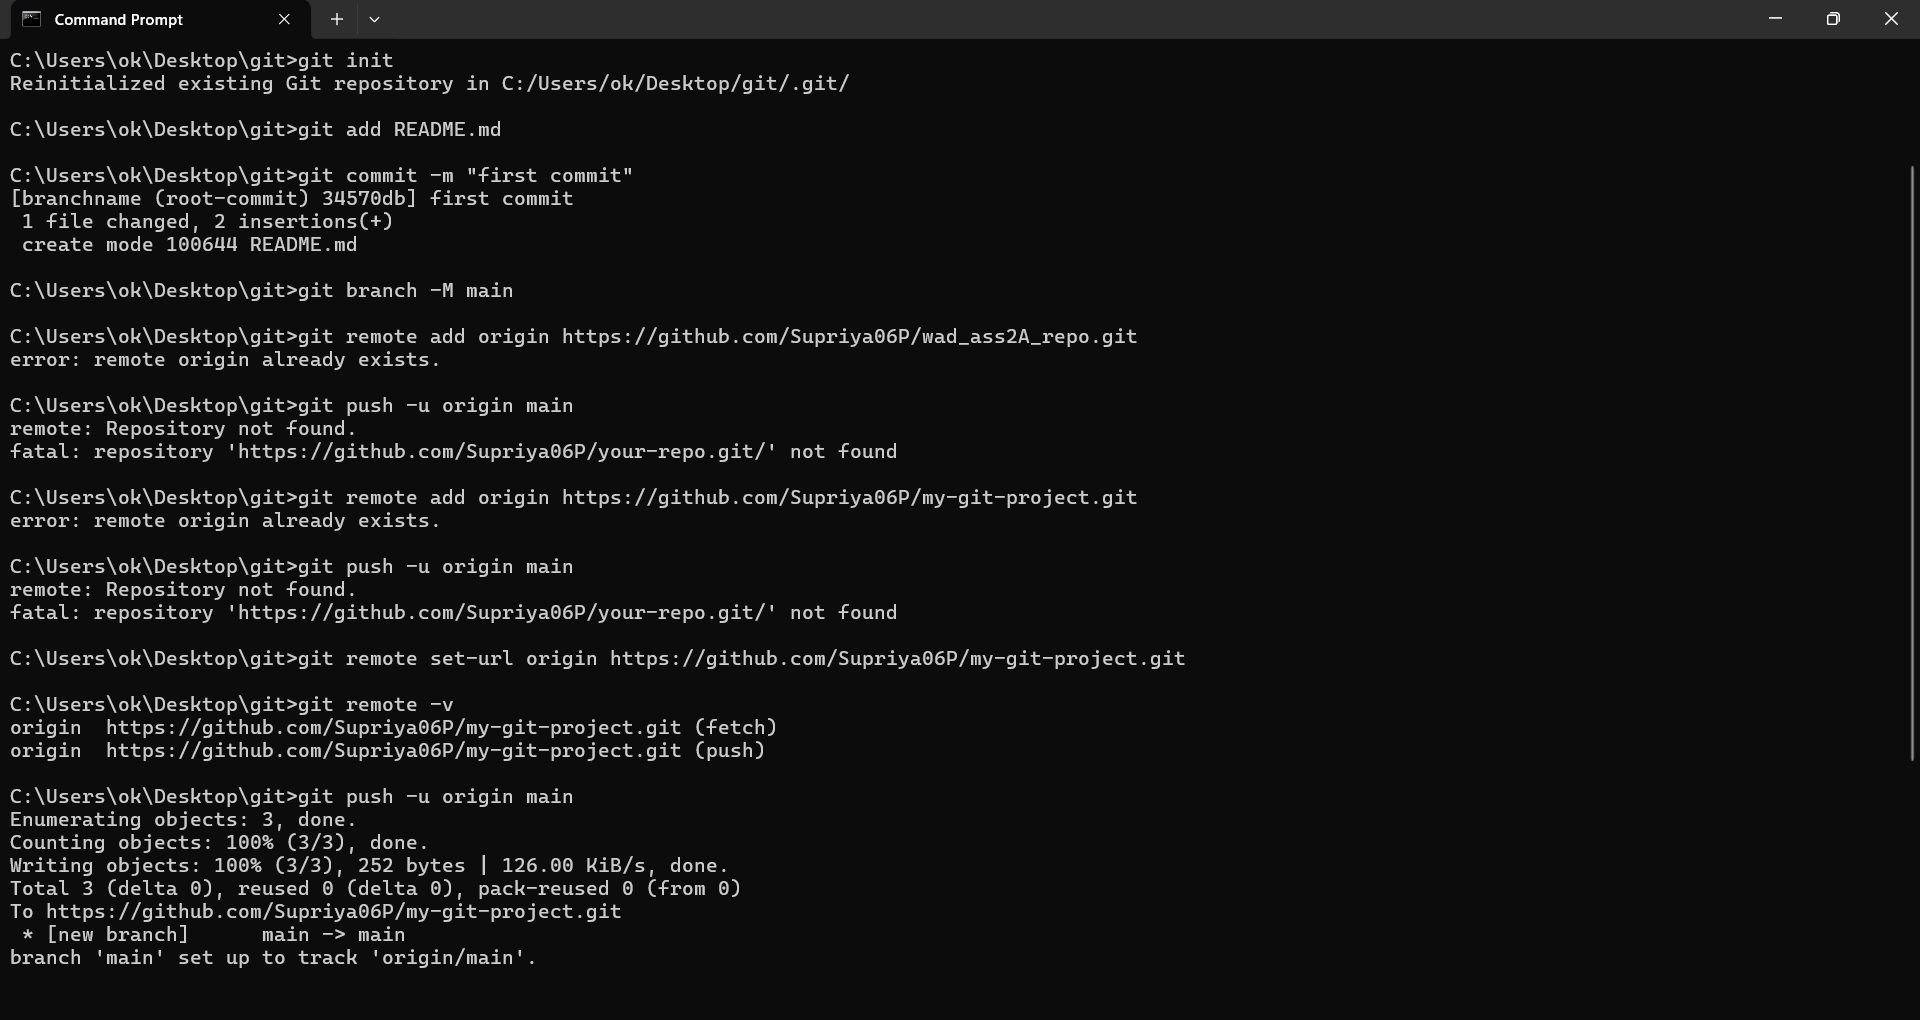 Command Prompt
C:\Users\ok\Desktop\git>git init
Reinitialized existing Git repository in C:/Users/ok/Desktop/git/.git/
C:\Users\ok\Desktop\git>git add README.md
C:\Users\ok\Desktop\git>git commit -m "first commit"
[branchname (root-commit) 34570db] first commit
 1 file changed, 2 insertions(+)
 create mode 100644 README.md
C:\Users\ok\Desktop\git>git branch -M main
C:\Users\ok\Desktop\git>git remote add origin https://github.com/Supriya06P/wad_ass2A_repo.git
error: remote origin already exists.
C:\Users\ok\Desktop\git>git push -u origin main
remote: Repository not found.
fatal: repository 'https://github.com/Supriya06P/your-repo.git/' not found
C:\Users\ok\Desktop\git>git remote add origin https://github.com/Supriya06P/my-git-project.git
error: remote origin already exists.
C:\Users\ok\Desktop\git>git push -u origin main
remote: Repository not found.
fatal: repository 'https://github.com/Supriya06P/your-repo.git/' not found
C:\Users\ok\Desktop\git>git remote set-url origin https://github.com/Supriya06P/my-git-project.git
C:\Users\ok\Desktop\git>git remote -v
origin  https://github.com/Supriya06P/my-git-project.git (fetch)
origin  https://github.com/Supriya06P/my-git-project.git (push)
C:\Users\ok\Desktop\git>git push -u origin main
Enumerating objects: 3, done.
Counting objects: 100% (3/3), done.
Writing objects: 100% (3/3), 252 bytes | 126.00 KiB/s, done.
Total 3 (delta 0), reused 0 (delta 0), pack-reused 0 (from 0)
To https://github.com/Supriya06P/my-git-project.git
 * [new branch]      main -> main
branch 'main' set up to track 'origin/main'.